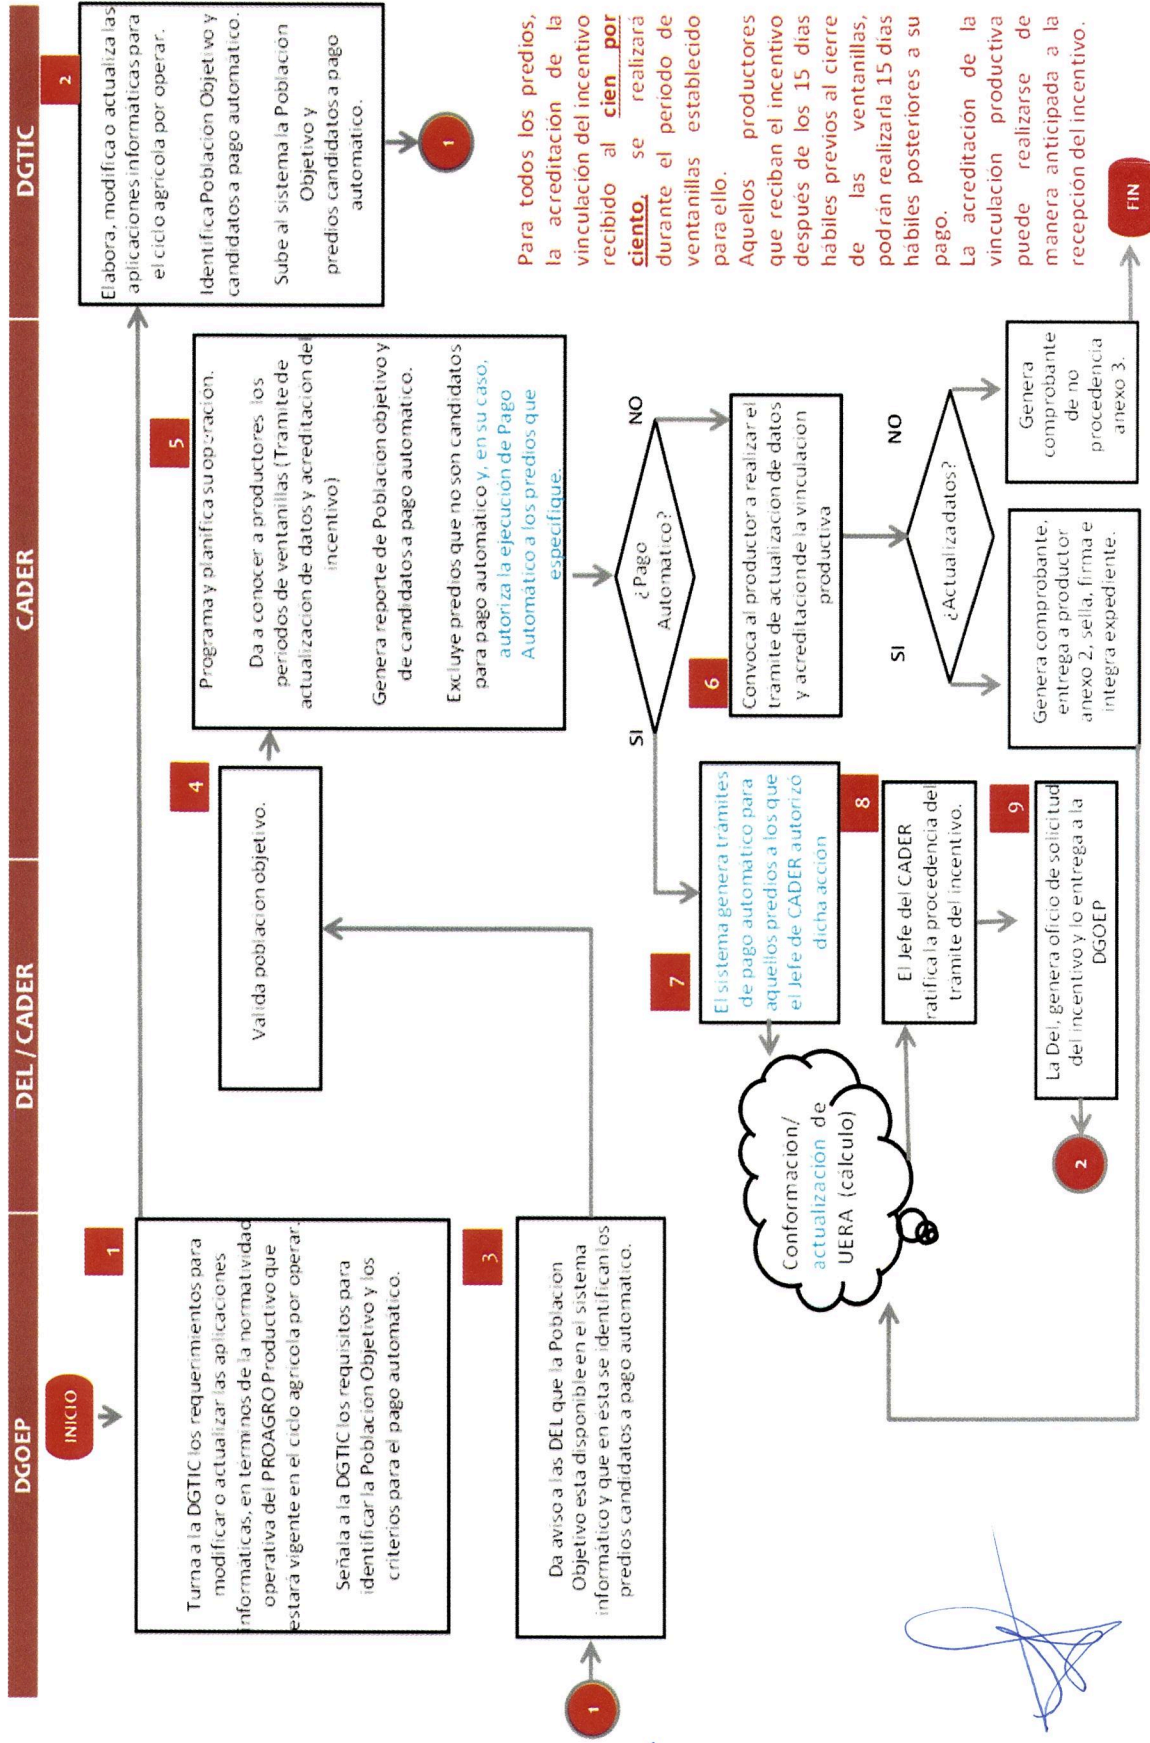 DGOEP
DEL / CADER
CADER
DGTIC
INICIO
1
Turna a la DGTIC los requerimientos para
modificar o actualizar las aplicaciones
informáticas, en términos de la normatividad
operativa del PROAGRO Productivo que
estará vigente en el ciclo agrícola por operar.
Señala a la DGTIC los requisitos para
identificar la Población Objetivo y los
criterios para el pago automático.
2
Elabora, modifica o actualiza las
aplicaciones informáticas para
el ciclo agrícola por operar.
Identifica Población Objetivo y
candidatos a pago automatico.
Sube al sistema la Población
Objetivo y
predios candidatos a pago
automático.
1
1
3
Da aviso a las DEL que la Poblacion
Objetivo esta disponible en el sistema
informático y que en esta se identifican los
predios candidatos a pago automático.
4
Valida poblacion objetivo.
5
Programa y planifica su operacion.
Da a conocer a productores los
periodos de ventanillas (Tramite de
actualizacion de datos y acreditacion del
incentivo)
Genera reporte de Poblacion objetivo y
de candidatos a pago automático.
Excluye predios que no son candidatos
para pago automático y, en su caso,
autoriza la ejecución de Pago
Automático a los predios que
especifique.
¿Pago
Automatico?
SI
NO
6
Convoca al productor a realizar el
trámite de actualizacion de datos
y acreditacion de la vinculacion
productiva
¿Actualiza datos?
SI
NO
Genera comprobante,
entrega a productor
anexo 2, sella, firma e
integra expediente.
Genera
comprobante
de no
procedencia
anexo 3.
FIN
7
El sistema genera trámites
de pago automático para
aquellos predios a los que
el Jefe de CADER autorizó
dicha acción
Conformacion/
actualización de
UERA (cálculo)
8
El Jefe del CADER
ratifica la procedencia del
trámite del incentivo.
9
La Del, genera oficio de solicitud
del incentivo y lo entrega a la
DGOEP
2
Para todos los predios,
la acreditación de la
vinculación del incentivo
recibido al cien por
ciento, se realizará
durante el periodo de
ventanillas establecido
para ello.
Aquellos productores
que reciban el incentivo
después de los 15 días
hábiles previos al cierre
de las ventanillas,
podrán realizarla 15 días
hábiles posteriores a su
pago.
La acreditación de la
vinculación productiva
puede realizarse de
manera anticipada a la
recepción del incentivo.